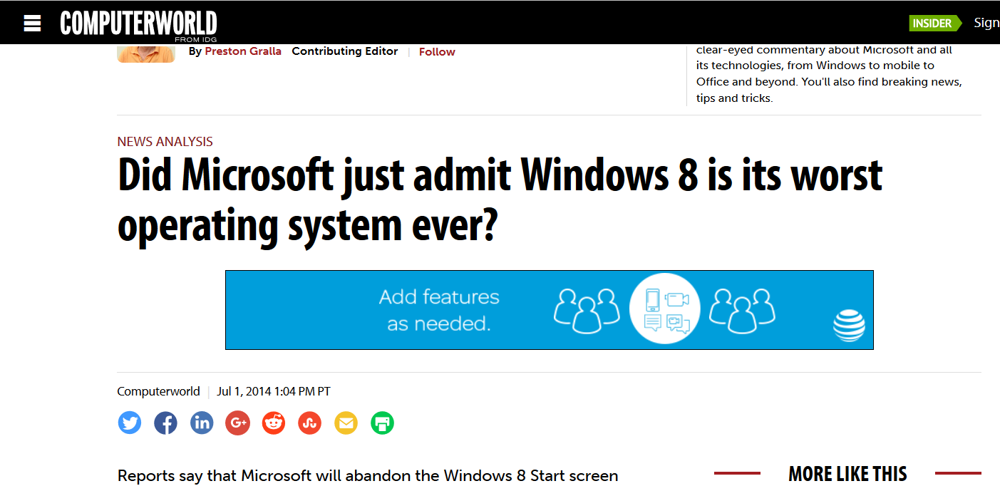 COMPUTERWORLD
FROM IDG
INSIDER
Sign
By Preston Gralla Contributing Editor | Follow
clear-eyed commentary about Microsoft and all
its technologies, from Windows to mobile to
Office and beyond. You'll also find breaking news,
tips and tricks.
NEWS ANALYSIS
Did Microsoft just admit Windows 8 is its worst
operating system ever?
Add features
as needed.
Computerworld | Jul 1, 2014 1:04 PM PT
in
G+
Reports say that Microsoft will abandon the Windows 8 Start screen
MORE LIKE THIS